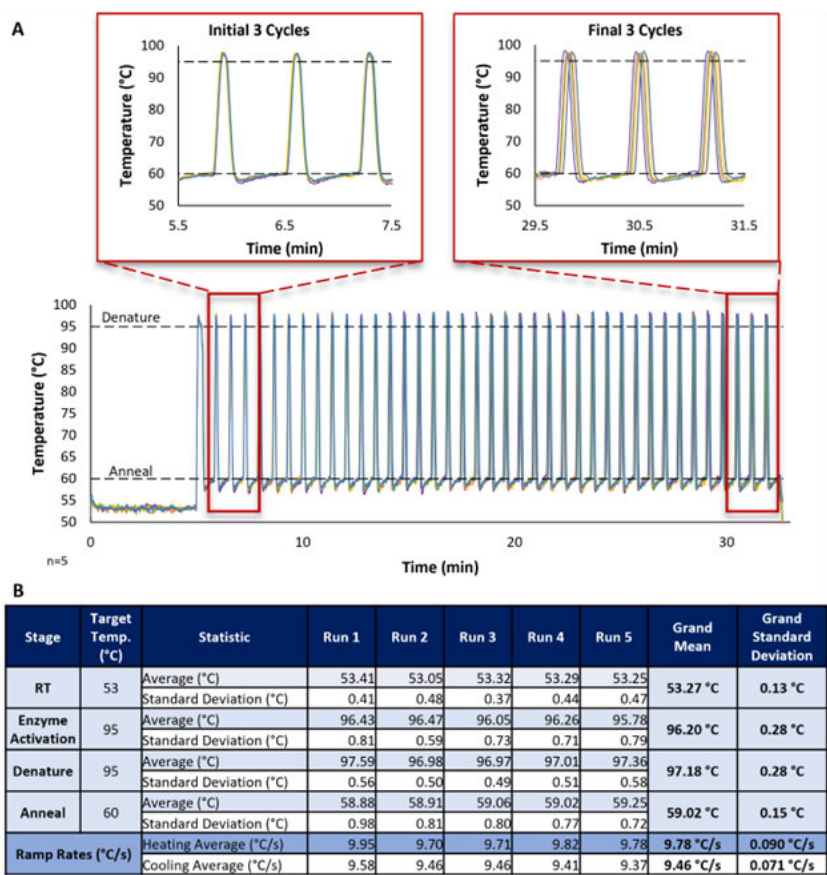 A
Initial 3 Cycles
Final 3 Cycles
Temperature (°C)
100
90
80
70
60
50
5.5
6.5
7.5
Time (min)
Temperature (°C)
100
90
80
70
60
50
29.5
30.5
31.5
Time (min)
Temperature (°C)
100
95
90
85
80
75
70
65
60
55
50
Denature
Anneal
0
10
20
30
n=5
Time (min)
B
Stage Target Temp. (°C) Statistic Run 1 Run 2 Run 3 Run 4 Run 5 Grand Mean Grand Standard Deviation
RT 53 Average (°C) 53.41 53.05 53.32 53.29 53.25 53.27 °C 0.13 °C
Standard Deviation (°C) 0.41 0.48 0.37 0.44 0.47
Enzyme Activation 95 Average (°C) 96.43 96.47 96.05 96.26 95.78 96.20 °C 0.28 °C
Standard Deviation (°C) 0.81 0.59 0.73 0.71 0.79
Denature 95 Average (°C) 97.59 96.98 96.97 97.01 97.36 97.18 °C 0.28 °C
Standard Deviation (°C) 0.56 0.50 0.49 0.51 0.58
Anneal 60 Average (°C) 58.88 58.91 59.06 59.02 59.25 59.02 °C 0.15 °C
Standard Deviation (°C) 0.98 0.81 0.80 0.77 0.72
Ramp Rates (°C/s) Heating Average (°C/s) 9.95 9.70 9.71 9.82 9.78 9.78 °C/s 0.090 °C/s
Cooling Average (°C/s) 9.58 9.46 9.46 9.41 9.37 9.46 °C/s 0.071 °C/s